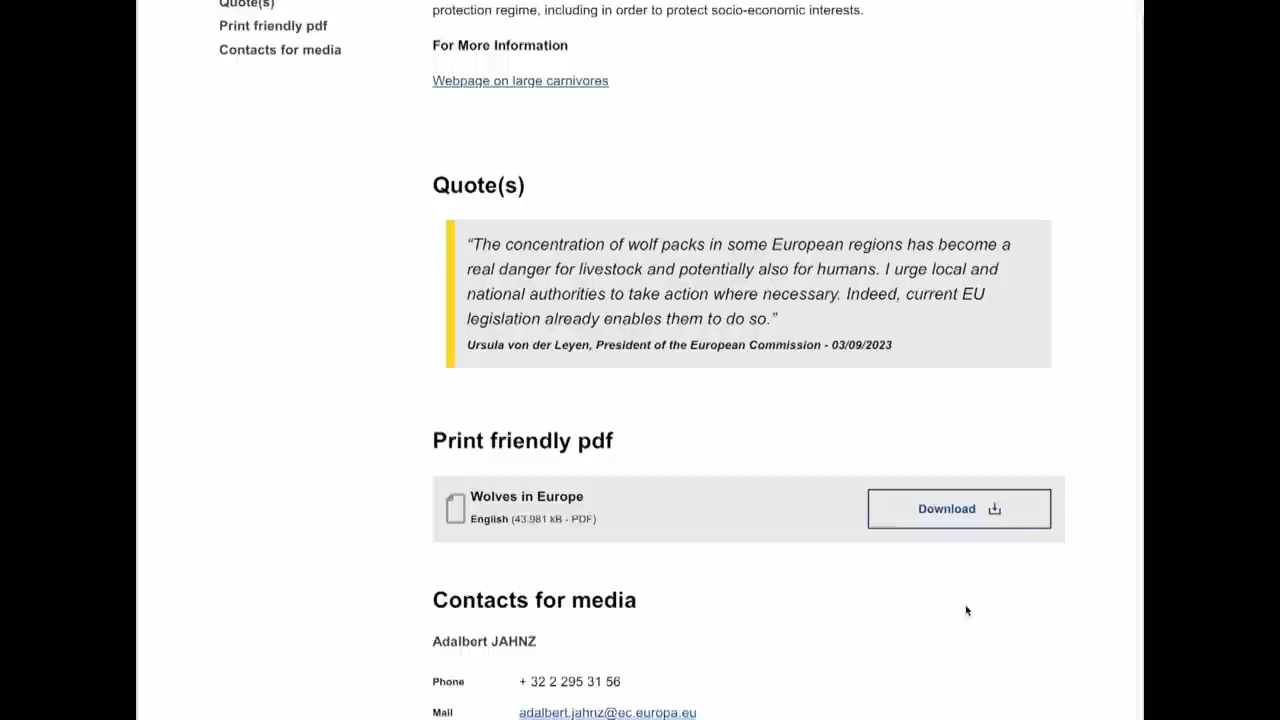 Quote(s)
Print friendly pdf
Contacts for media
protection regime, including in order to protect socio-economic interests.
For More Information
Webpage on large carnivores
Quote(s)
“The concentration of wolf packs in some European regions has become a
real danger for livestock and potentially also for humans. I urge local and
national authorities to take action where necessary. Indeed, current EU
legislation already enables them to do so.”
Ursula von der Leyen, President of the European Commission - 03/09/2023
Print friendly pdf
Wolves in Europe
English (43.981 kB - PDF)
Download
Contacts for media
Adalbert JAHNZ
Phone + 32 2 295 31 56
Mail adalbert.jahnz@ec.europa.eu